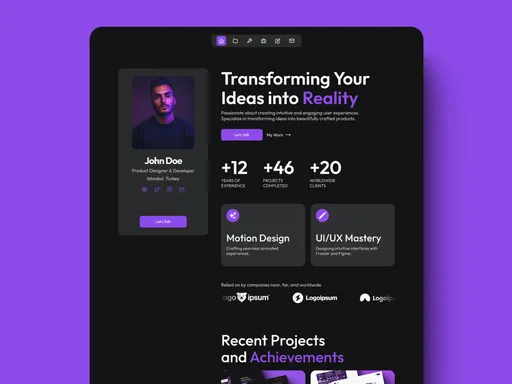 John Doe
Product Designer & Developer
Istanbul, Turkey
Let's talk
Transforming Your
Ideas into Reality
Passionate about creating intuitive and engaging user experiences.
Specialize in transforming ideas into beautifully crafted products.
Let's talk
My Work
+12
YEARS OF
EXPERIENCE
+46
PROJECTS
COMPLETED
+20
WORLDWIDE
CLIENTS
Motion Design
Crafting seamless animated
experiences.
UI/UX Mastery
Designing intuitive interfaces with
Framer and Figma.
Relied on by companies near, far, and worldwide
ogo ipsum
Logoipsum
Logoip
Recent Projects
and Achievements